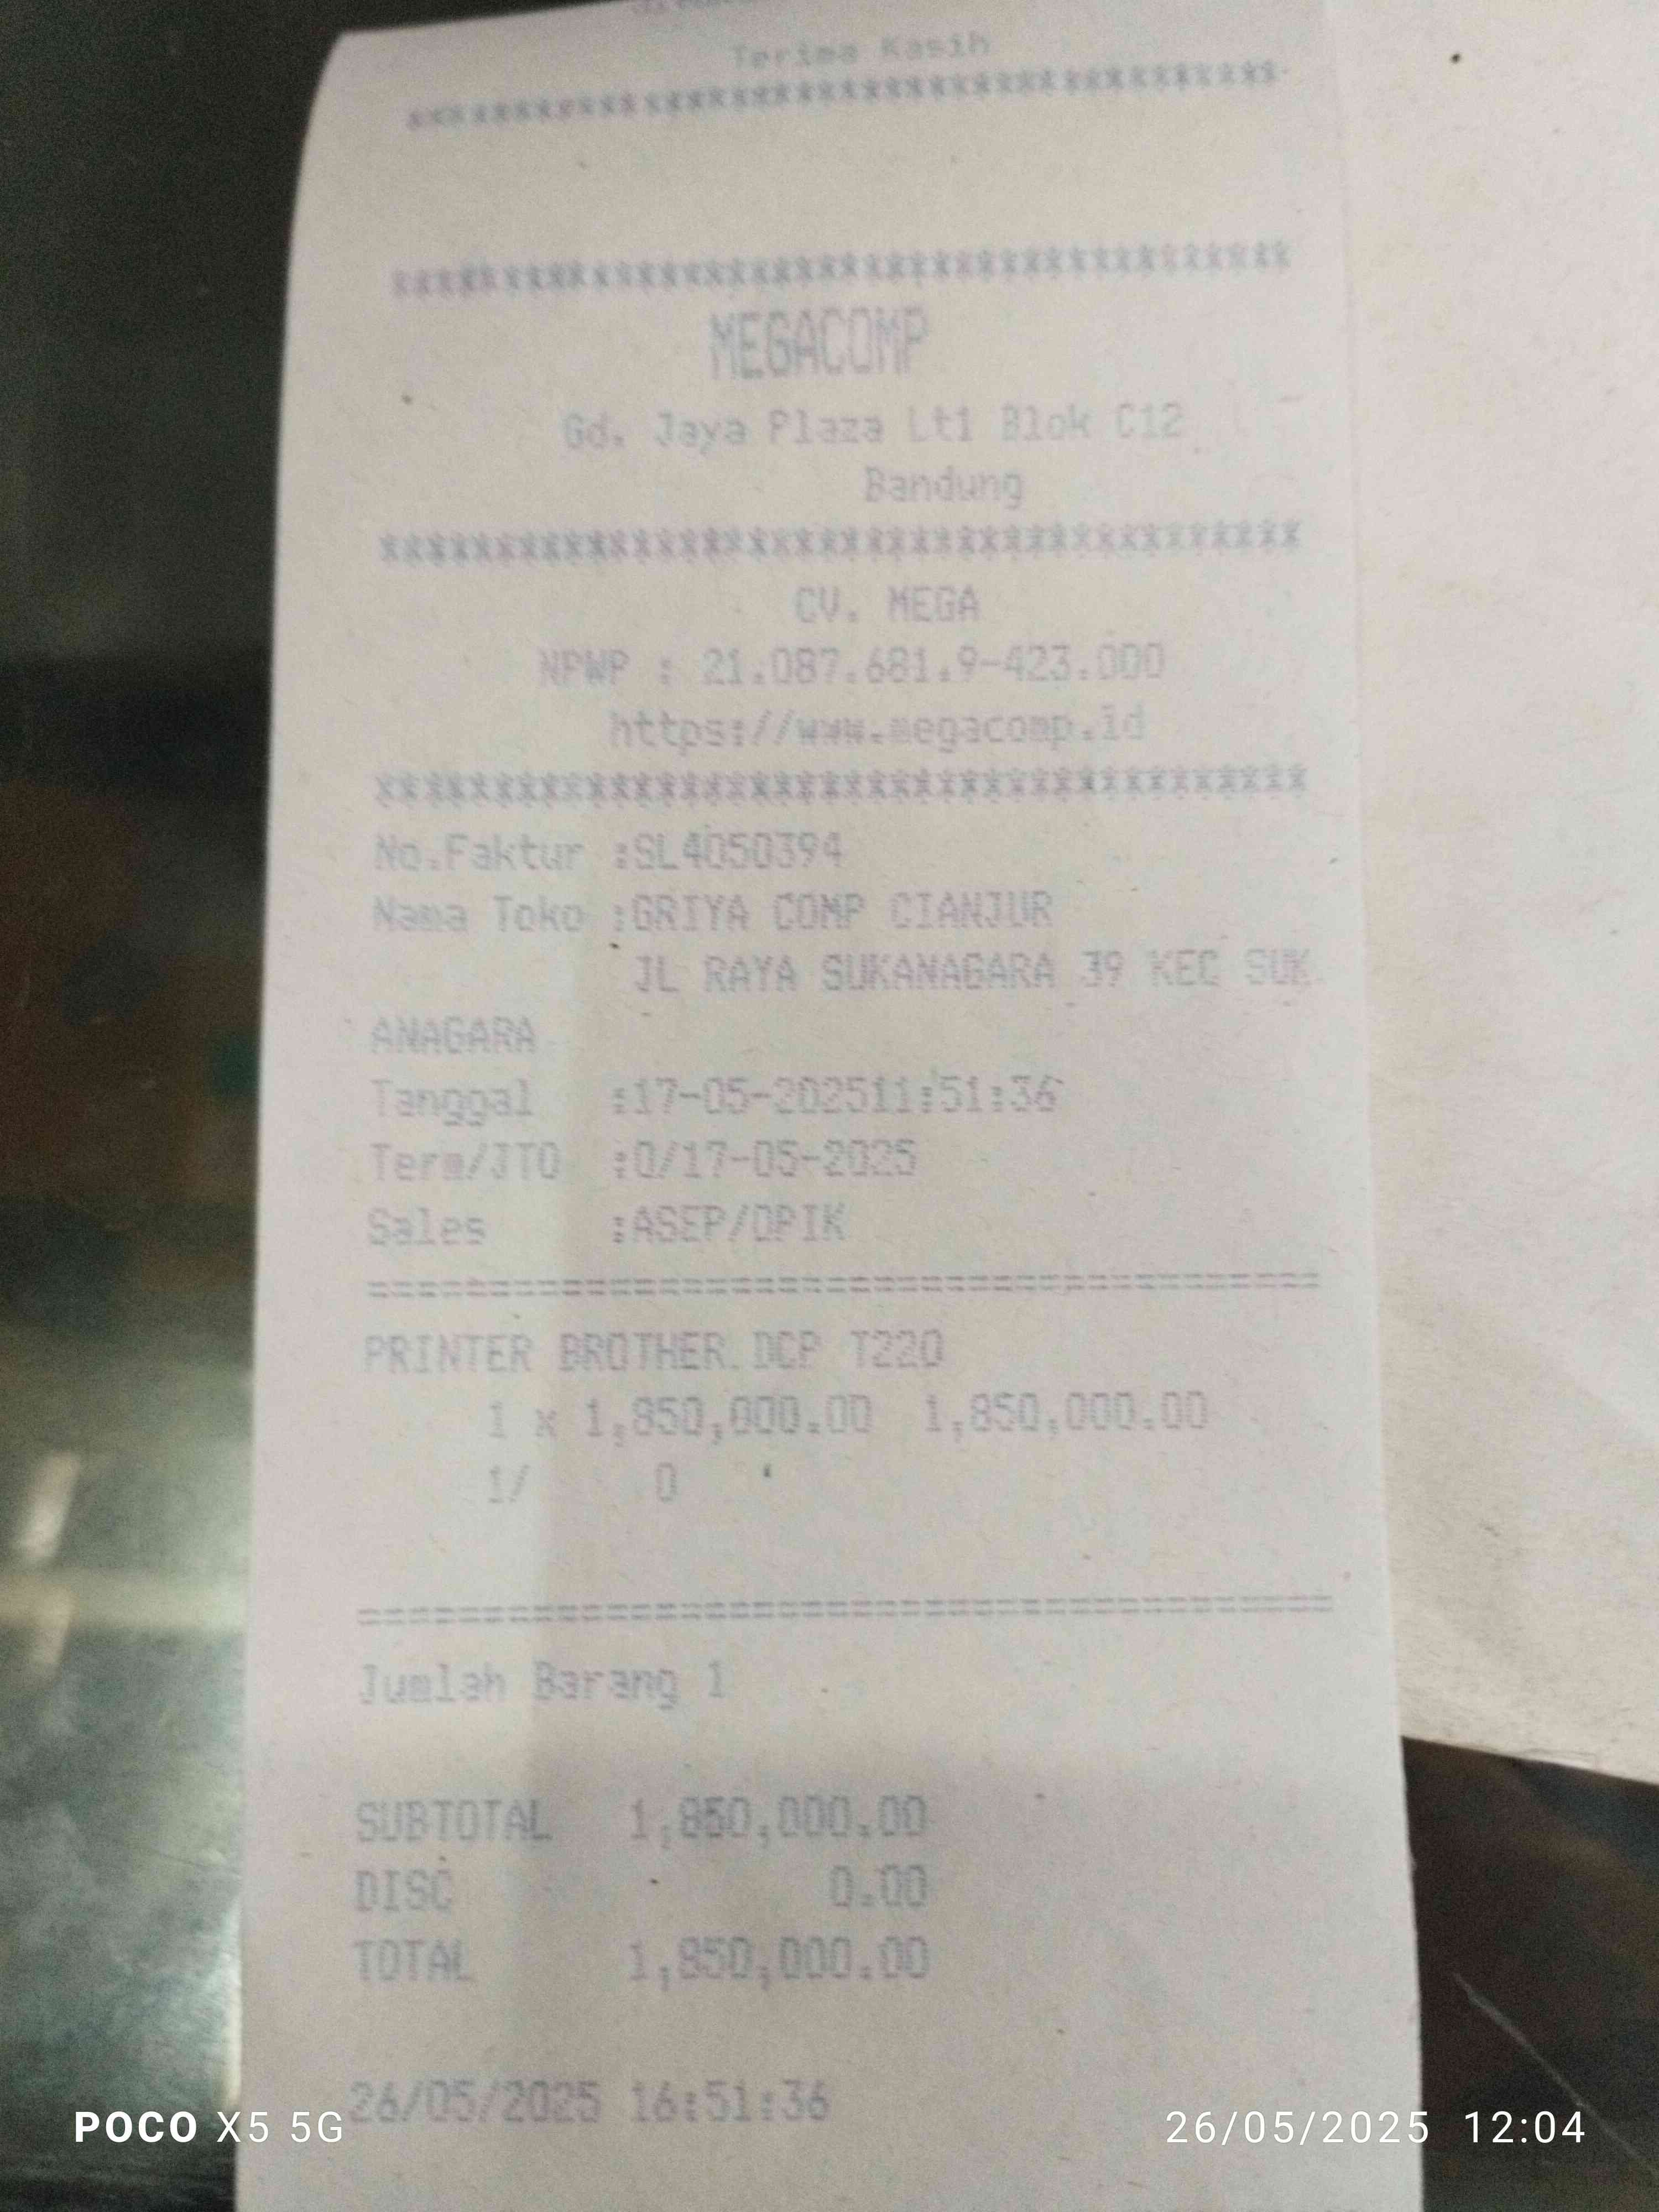 Terima Kasih
***************************************
***************************************
MEGACOMP
Gd. Jaya Plaza Lt1 Blok C12
Bandung
***************************************
CV. MEGA
NPWP : 21.087.681.9-423.000
https://www.megacomp.id
***************************************
No.Faktur :SL4050394
Nama Toko :GRIYA COMP CIANJUR
JL RAYA SUKANAGARA 39 KEC SUK
ANAGARA
Tanggal :17-05-202511:51:36
Term/JTO :0/17-05-2025
Sales :ASEP/OPIK
========================================
PRINTER BROTHER DCP T220
1 x 1,850,000.00 1,850,000.00
1/ 0
========================================
Jumlah Barang 1
SUBTOTAL 1,850,000.00
DISC 0.00
TOTAL 1,850,000.00
26/05/2025 16:51:36
POCO X5 5G
26/05/2025 12:04